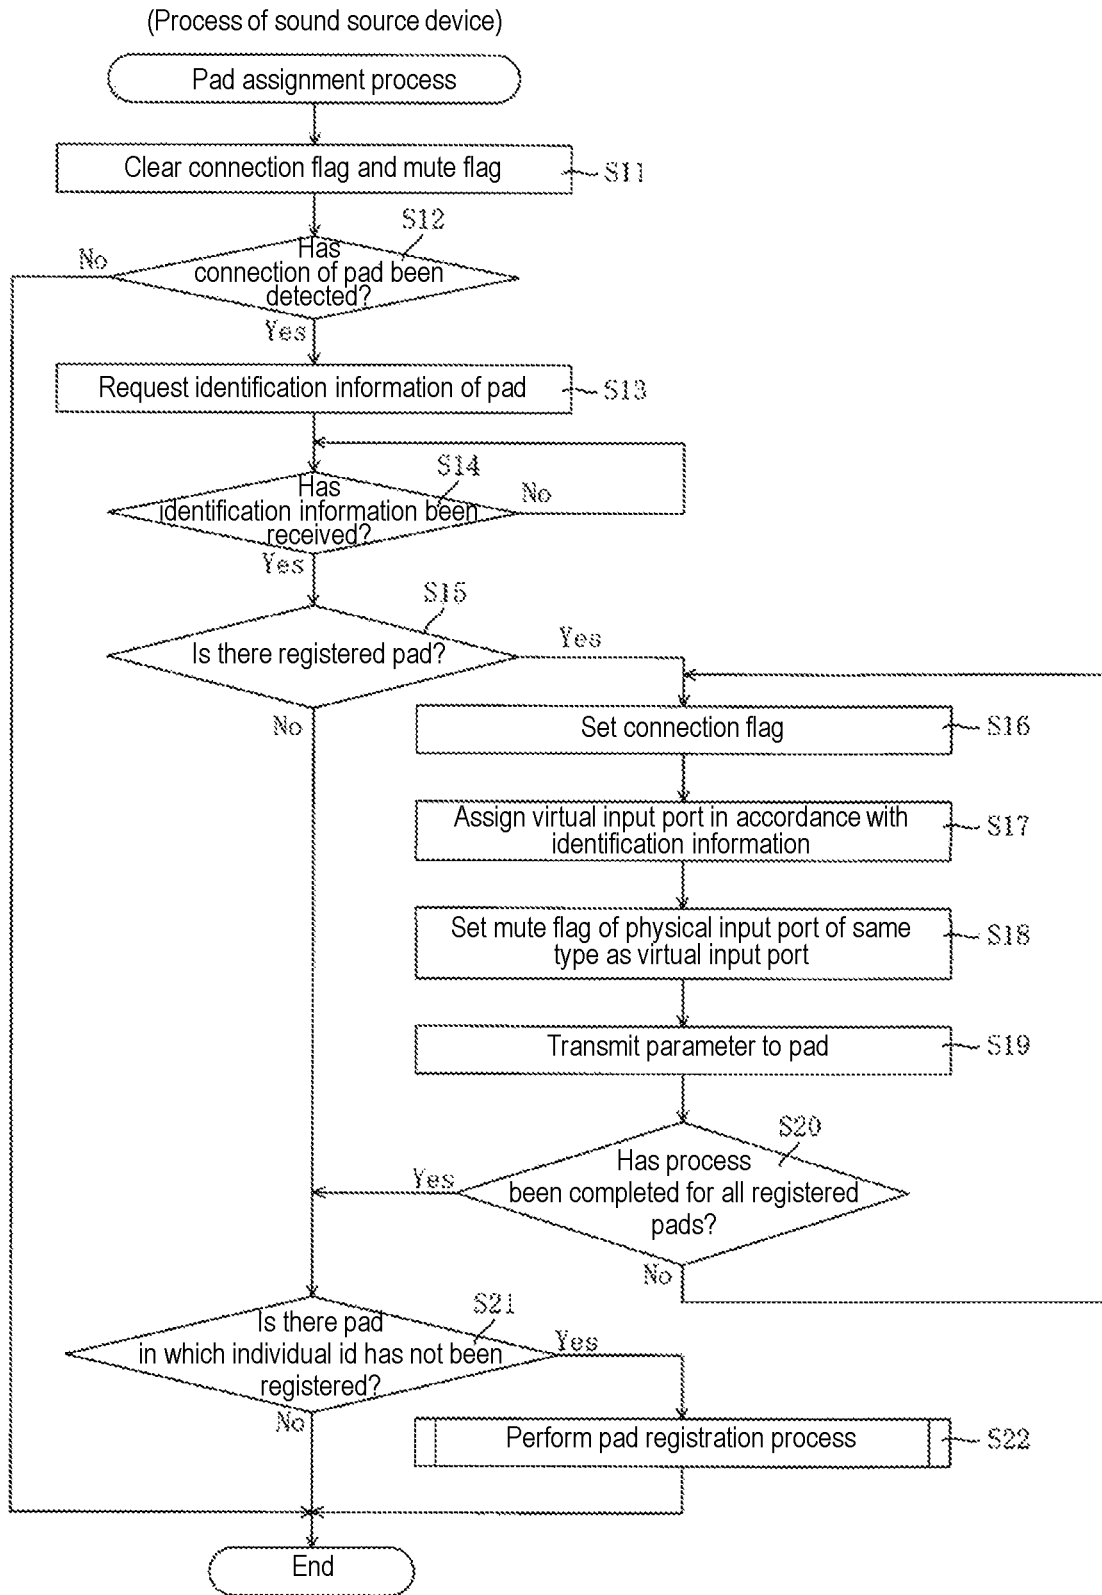 (Process of sound source device)
Pad assignment process
Clear connection flag and mute flag
S11
S12
Has
connection of pad been
detected?
No
Yes
Request identification information of pad
S13
S14
Has
identification information been
received?
No
Yes
S15
Is there registered pad?
Yes
No
Set connection flag
S16
Assign virtual input port in accordance with
identification information
S17
Set mute flag of physical input port of same
type as virtual input port
S18
Transmit parameter to pad
S19
S20
Has process
been completed for all registered
pads?
Yes
No
S21
Is there pad
in which individual id has not been
registered?
Yes
No
Perform pad registration process
S22
End